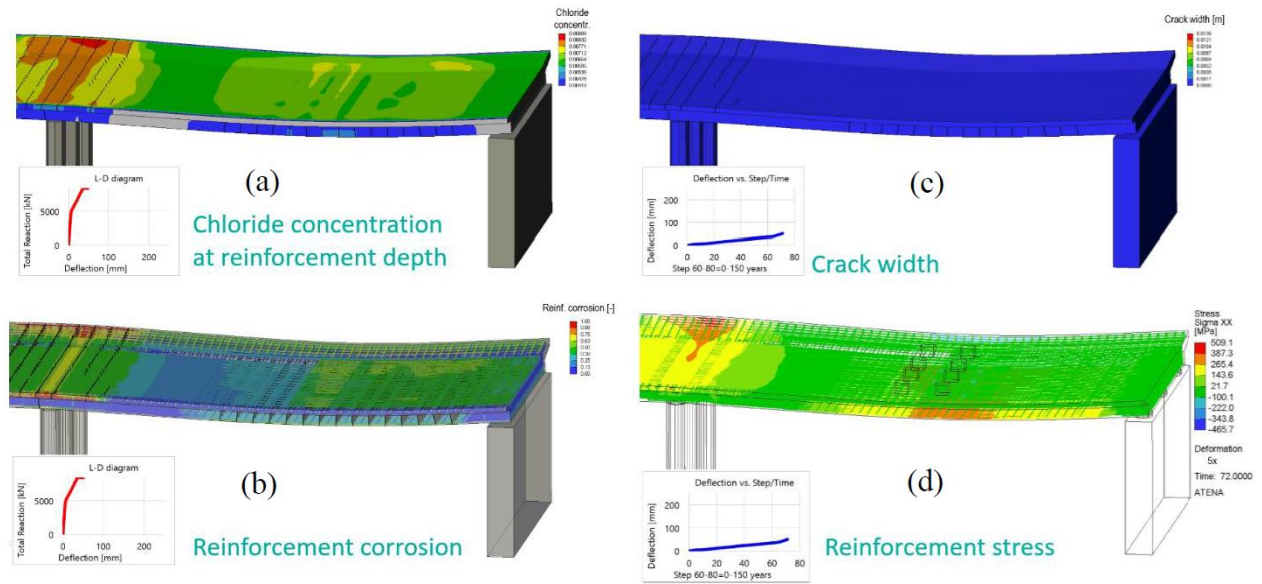 Chloride
concentr.
(a)
L-D diagram
Total Reaction [kN]
5000
0
0 100 200
Deflection [mm]
Chloride concentration
at reinforcement depth
Crack width [m]
(c)
Deflection vs. Step/Time
Deflection [mm]
200
100
0
0 20 40 60 80
Step 60-80=0-150 years
Crack width
Reinf. corrosion [-]
(b)
L-D diagram
Total Reaction [kN]
5000
0
0 100 200
Deflection [mm]
Reinforcement corrosion
Stress
Sigma XX
[MPa]
509.1
387.3
265.4
143.6
21.7
-100.1
-222.0
-343.8
-465.7
Deformation
5x
Time: 72.0000
ATENA
(d)
Deflection vs. Step/Time
Deflection [mm]
200
100
0
0 20 40 60 80
Step 60-80=0-150 years
Reinforcement stress